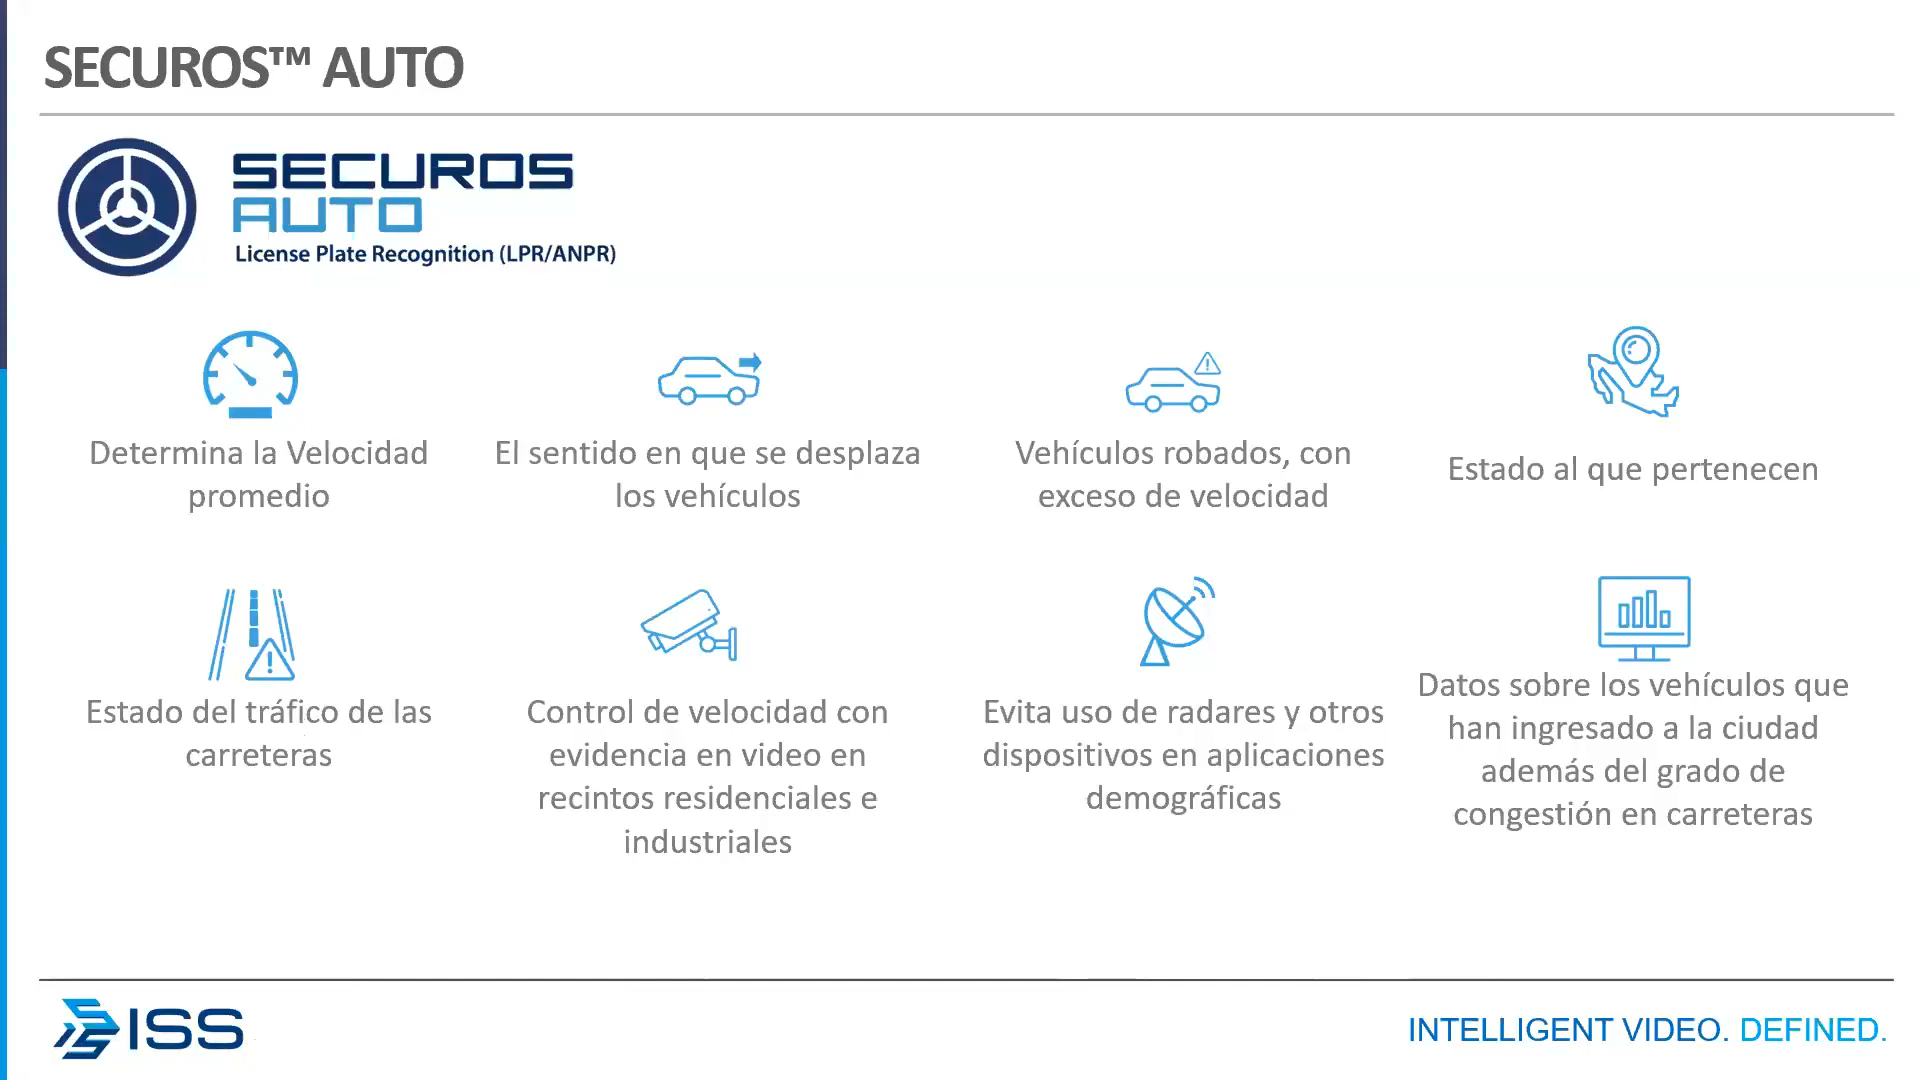 SECUROS™ AUTO
SECUROS
AUTO
License Plate Recognition (LPR/ANPR)
Determina la Velocidad
promedio
El sentido en que se desplaza
los vehículos
Vehículos robados, con
exceso de velocidad
Estado al que pertenecen
Estado del tráfico de las
carreteras
Control de velocidad con
evidencia en video en
recintos residenciales e
industriales
Evita uso de radares y otros
dispositivos en aplicaciones
demográficas
Datos sobre los vehículos que
han ingresado a la ciudad
además del grado de
congestión en carreteras
ISS
INTELLIGENT VIDEO. DEFINED.